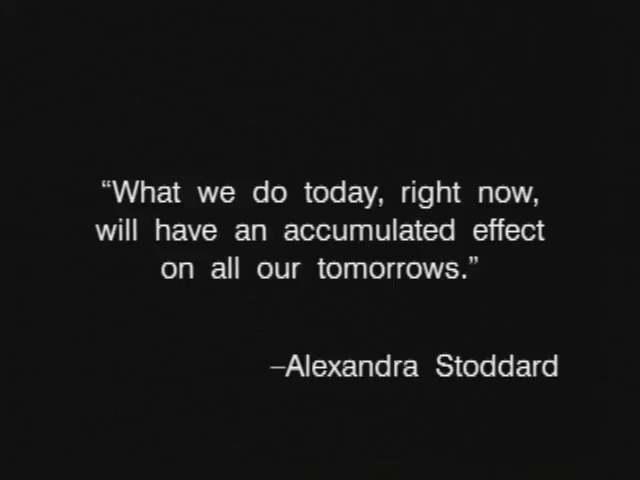 “What we do today, right now,
will have an accumulated effect
on all our tomorrows.”
–Alexandra Stoddard